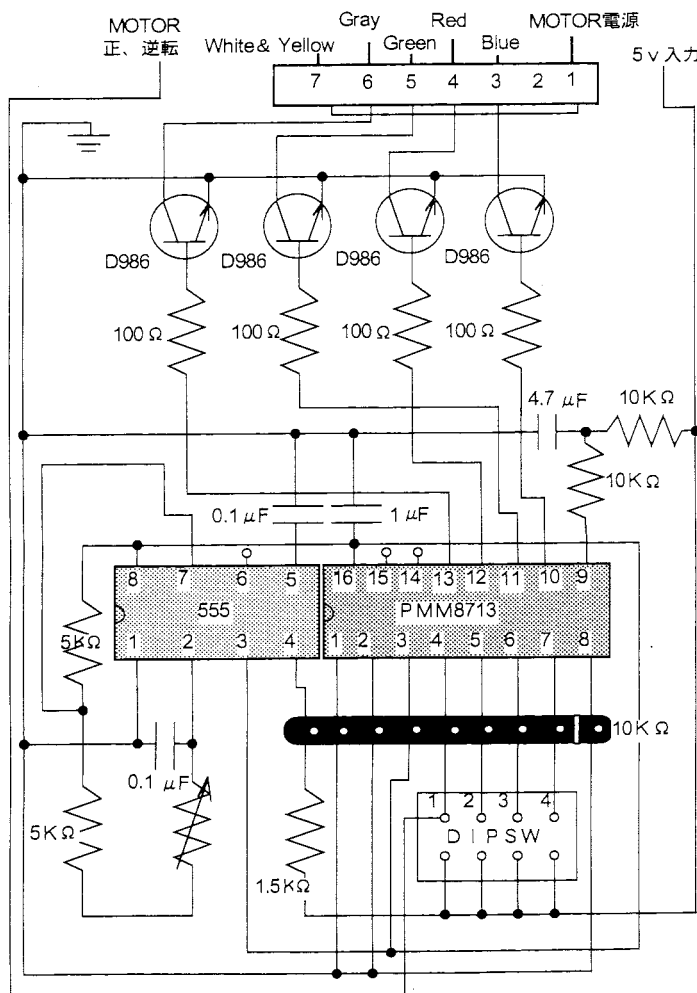 MOTOR
正、逆転
White & Yellow
Gray
Green
Red
Blue
MOTOR電源
5v入力
7 6 5 4 3 2 1
D986 D986 D986 D986
100Ω 100Ω 100Ω 100Ω
4.7 μF
10KΩ
10KΩ
0.1 μF
1 μF
8 7 6 5
16 15 14 13 12 11 10 9
555
PMM8713
1 2 3 4
1 2 3 4 5 6 7 8
5KΩ
10KΩ
0.1 μF
5KΩ
1.5KΩ
1 2 3 4
DIPSW